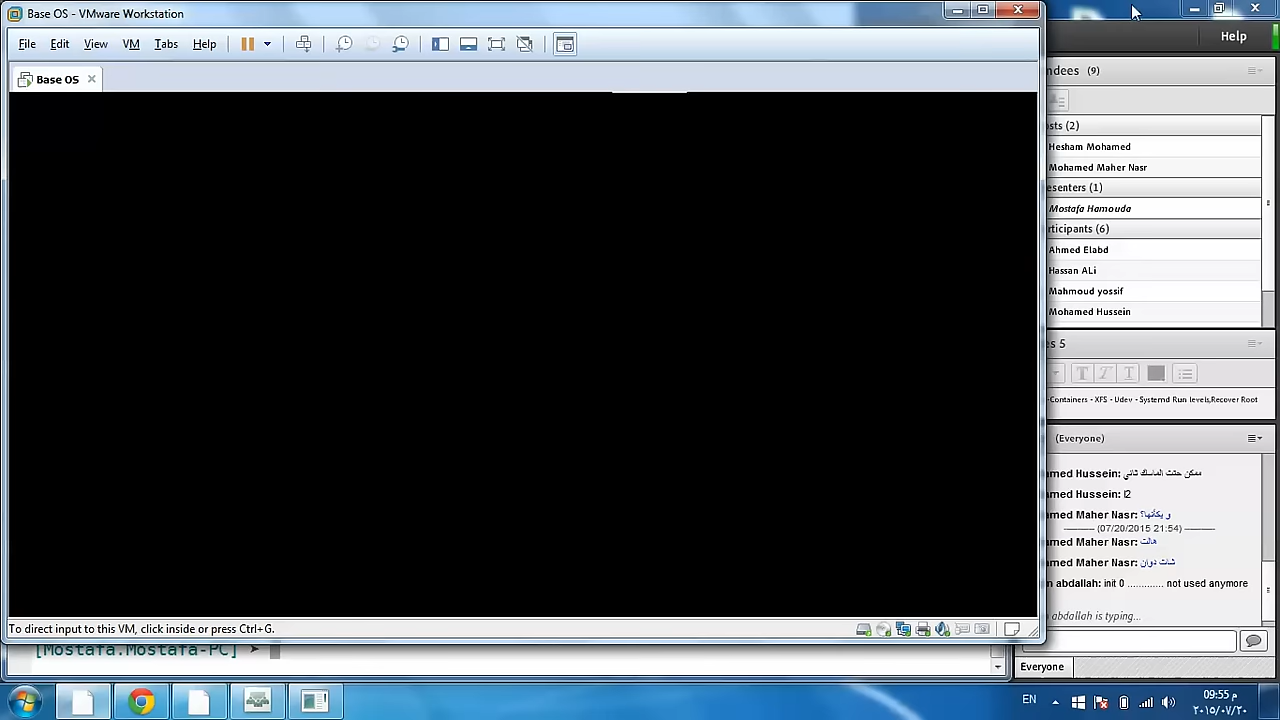 Base OS - VMware Workstation
File Edit View VM Tabs Help
Base OS
To direct input to this VM, click inside or press Ctrl+G.
[Mostafa.Mostafa-PC] ➤
Help
ndees (9)
sts (2)
Hesham Mohamed
Mohamed Maher Nasr
esenters (1)
Mostafa Hamouda
rticipants (6)
Ahmed Elabd
Hassan ALi
Mahmoud yossif
Mohamed Hussein
es 5
-Containers - XFS - Udev - Systemd Run levels,Recover Root
(Everyone)
amed Hussein: ممكن حثث الماسك ثاني
amed Hussein: l2
amed Maher Nasr: و يكأنها؟
(07/20/2015 21:54)
amed Maher Nasr: هالت
amed Maher Nasr: شات دوان
n abdallah: init 0 ............. not used anymore
abdallah is typing...
Everyone
EN
09:55 م
٢٠١٥/٠٧/٢٠